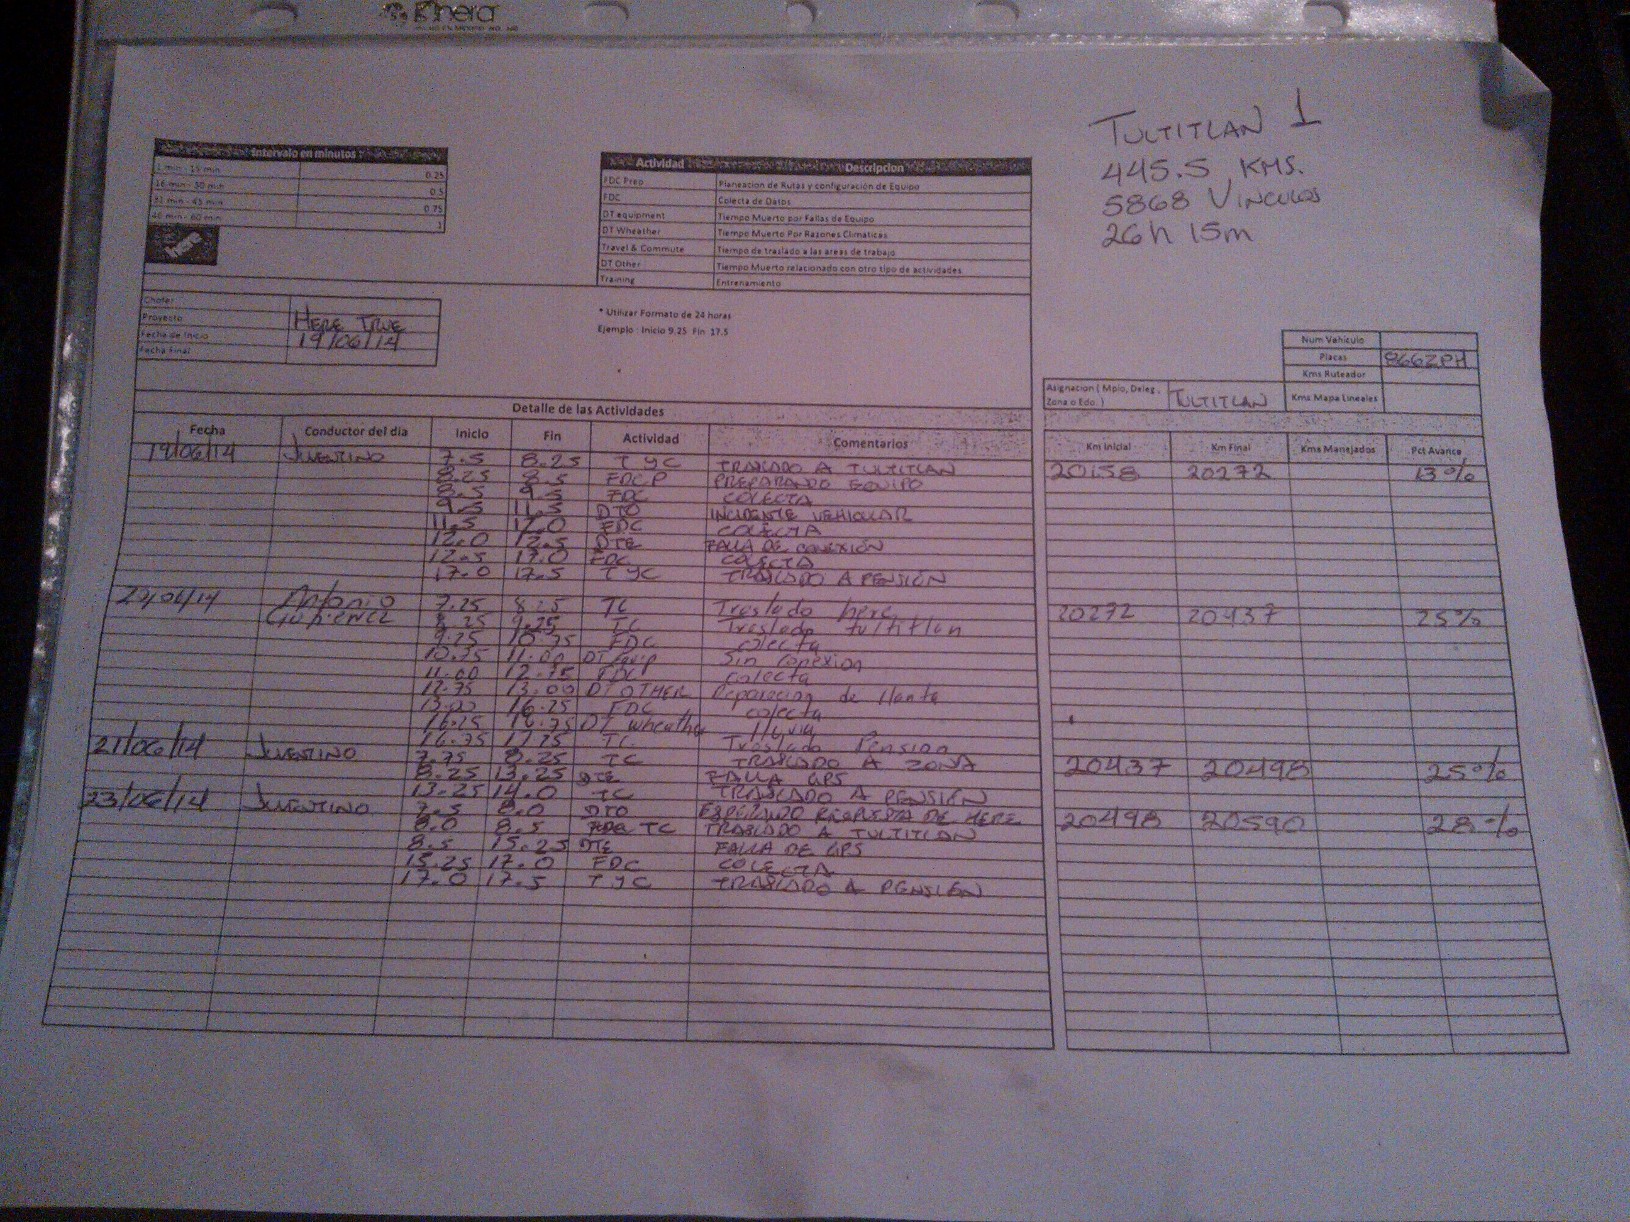 Kinera
TULTITLAN 1
445.5 KMS.
5868 VINCULOS
26h 15m
Intervalo en minutos
1 min - 15 min 0.25
16 min - 30 min 0.5
31 min - 45 min 0.75
46 min - 60 min 1
Actividad Descripcion
FDC Prep Planeacion de Rutas y configuración de Equipo
FDC Colecta de Datos
DT equipment Tiempo Muerto por Fallas de Equipo
DT Wheather Tiempo Muerto Por Razones Climaticas
Travel & Commute Tiempo de traslado a las areas de trabajo
DT Other Tiempo Muerto relacionado con otro tipo de actividades
Training Entrenamiento
* Utilizar Formato de 24 horas
Ejemplo : Inicio 9.25 Fin 17.5
Chofer
Proyecto HERE TRUE
Fecha de Inicio 19/06/14
Fecha Final
Num Vehiculo
Placas 866ZPH
Kms Ruteador
Kms Mapa Lineales
Asignacion ( Mpio, Deleg, Zona o Edo. ) TULTITLAN
Detalle de las Actividades
Fecha Conductor del dia Inicio Fin Actividad Comentarios Km Inicial Km Final Kms Manejados Pct Avance
19/06/14 JUVENTINO 7.5 8.25 T y C TRASLADO A TULTITLAN 20158 20272 13%
8.25 8.5 FDCP PREPARANDO EQUIPO
8.5 9.5 FDC COLECTA
9.5 11.5 DTO INCIDENTE VEHICULAR
11.5 12.0 FDC COLECTA
12.0 12.5 DTE FALLA DE CONEXIÓN
12.5 17.0 FDC COLECTA
17.0 17.5 T y C TRASLADO A PENSIÓN
20/06/14 Antonio 7.25 8.25 TC Traslado here 20272 20437 25%
8.25 9.25 TC Traslado tultitlan
9.25 10.75 FDC colecta
10.75 11.00 DT Sin conexion
11.00 12.75 FDC colecta
12.75 13.00 DT OTHER Reparacion de llanta
13.00 16.25 FDC colecta
16.25 16.75 DT wheather lluvia
16.75 17.25 TC. Traslado Pension
21/06/14 JUVENTINO 7.75 8.25 TC TRASLADO A ZONA 20437 20498 25%
8.25 13.25 DTE FALLA GPS
13.25 14.0 TC TRASLADO A PENSIÓN
23/06/14 JUVENTINO 7.5 8.0 DTO ESPERANDO RESPUESTA DE HERE 20498 20590 28%
8.0 8.5 TC TRASLADO A TULTITLAN
8.5 15.25 DTE FALLA DE GPS
15.25 17.0 FDC COLECTA
17.0 17.5 T y C TRASLADO A PENSIÓN